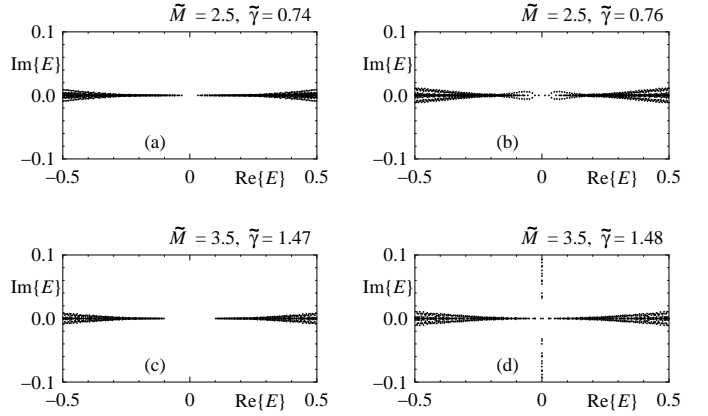 M̃ = 2.5, γ̃ = 0.74
0.1
Im{E}
0.0
(a)
−0.1
−0.5 0 Re{E} 0.5
M̃ = 2.5, γ̃ = 0.76
0.1
Im{E}
0.0
(b)
−0.1
−0.5 0 Re{E} 0.5
M̃ = 3.5, γ̃ = 1.47
0.1
Im{E}
0.0
(c)
−0.1
−0.5 0 Re{E} 0.5
M̃ = 3.5, γ̃ = 1.48
0.1
Im{E}
0.0
(d)
−0.1
−0.5 0 Re{E} 0.5